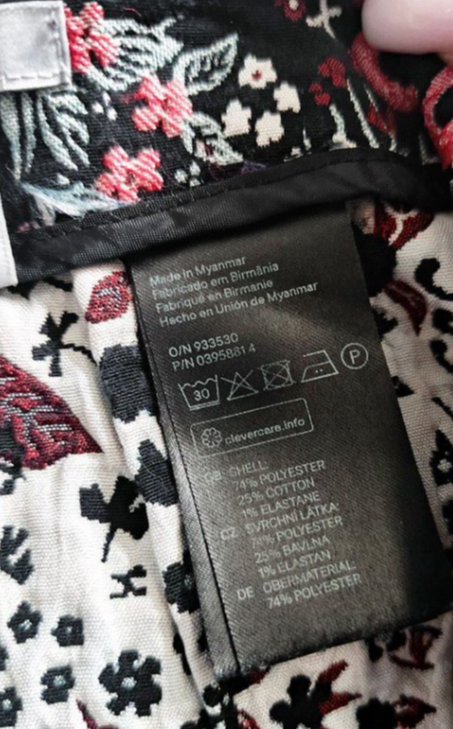 Made in Myanmar
Fabricado em Birmânia
Fabriqué en Birmanie
Hecho en Unión de Myanmar
O/N 933530
P/N 03958814
30
P
clevercare.info
GB SHELL:
74% POLYESTER
25% COTTON
1% ELASTANE
CZ SVRCHNÍ LÁTKA:
74% POLYESTER
25% BAVLNA
1% ELASTAN
DE OBERMATERIAL:
74% POLYESTER